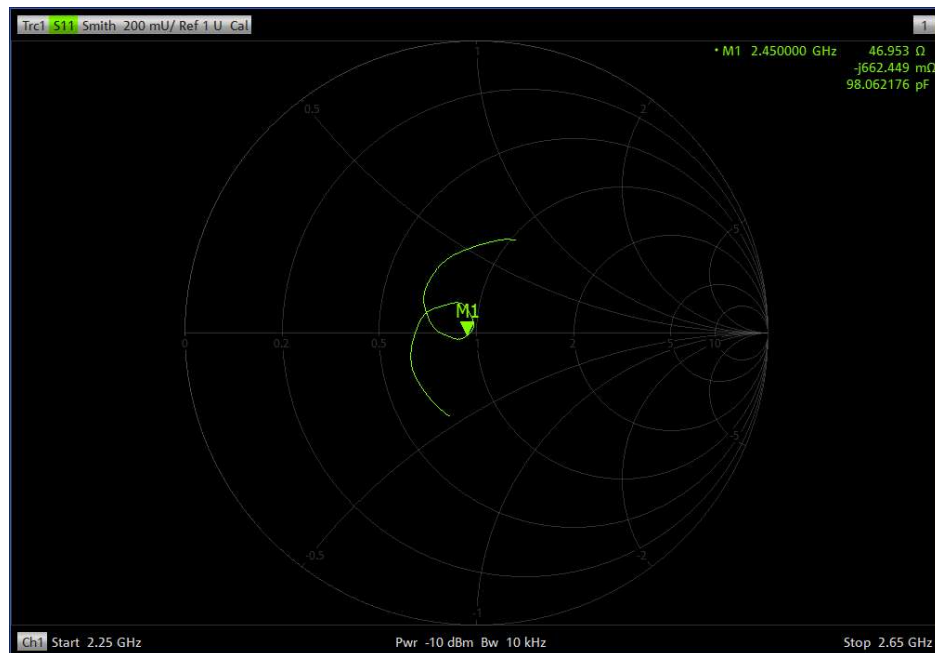 Trc1 S11 Smith 200 mU/ Ref 1 U Cal
1
• M1 2.450000 GHz 46.953 Ω
-j662.449 mΩ
98.062176 pF
1
0.5
2
5
M1
0
0.2
0.5
1
2
5
10
-5
-0.5
-2
-1
Ch1 Start 2.25 GHz Pwr -10 dBm Bw 10 kHz Stop 2.65 GHz